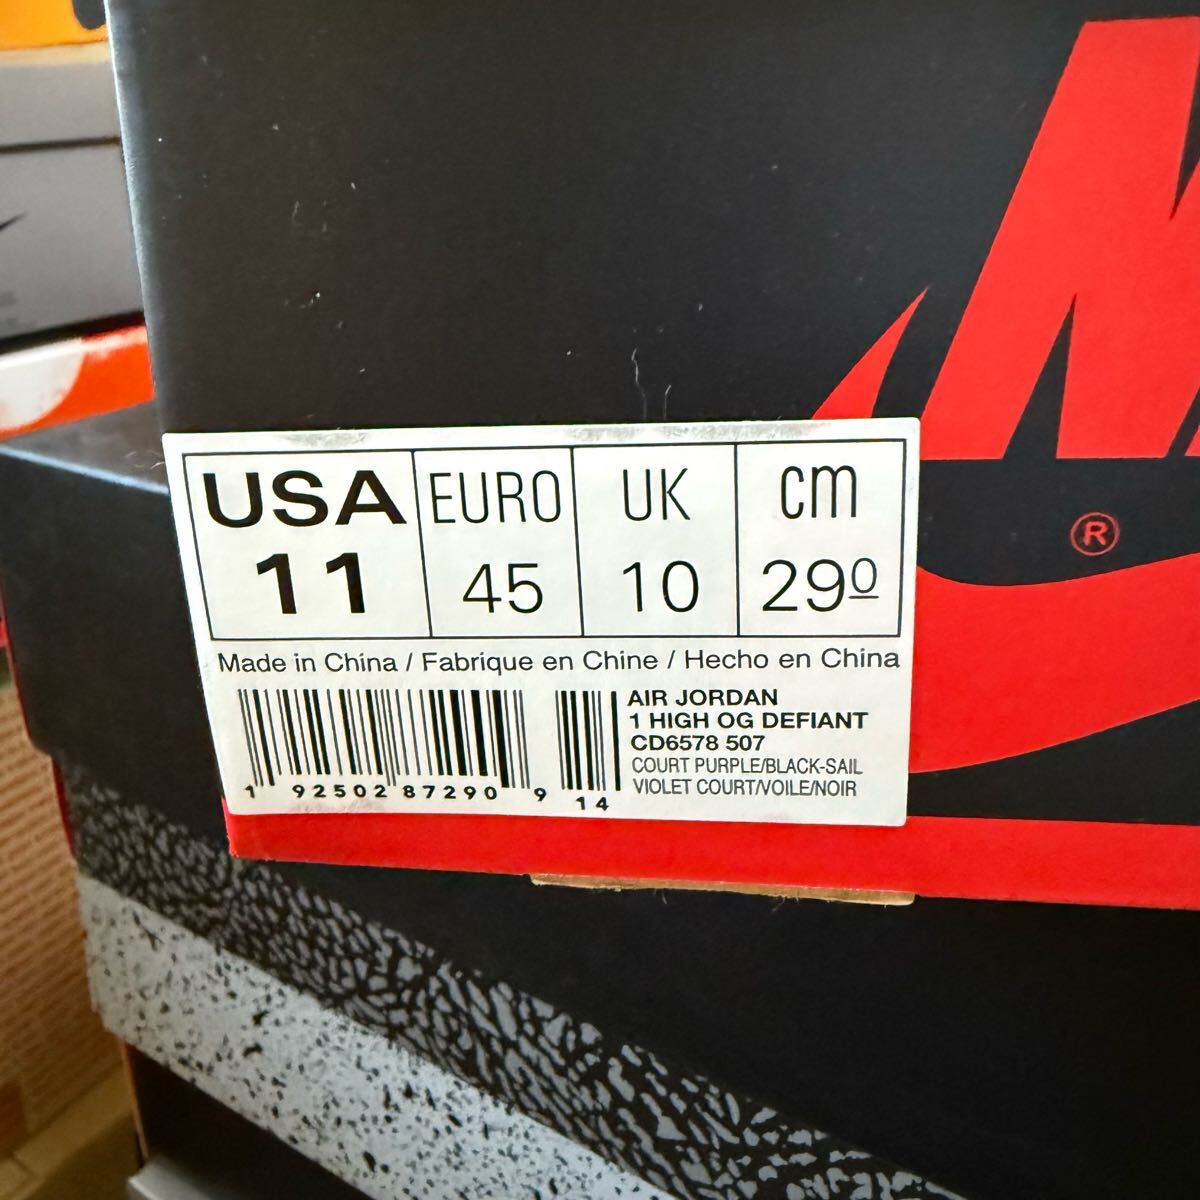 USA EURO UK cm
11 45 10 290
Made in China / Fabrique en Chine / Hecho en China
AIR JORDAN
1 HIGH OG DEFIANT
CD6578 507
COURT PURPLE/BLACK-SAIL
VIOLET COURT/VOILE/NOIR
1 92502 87290 9 14
®